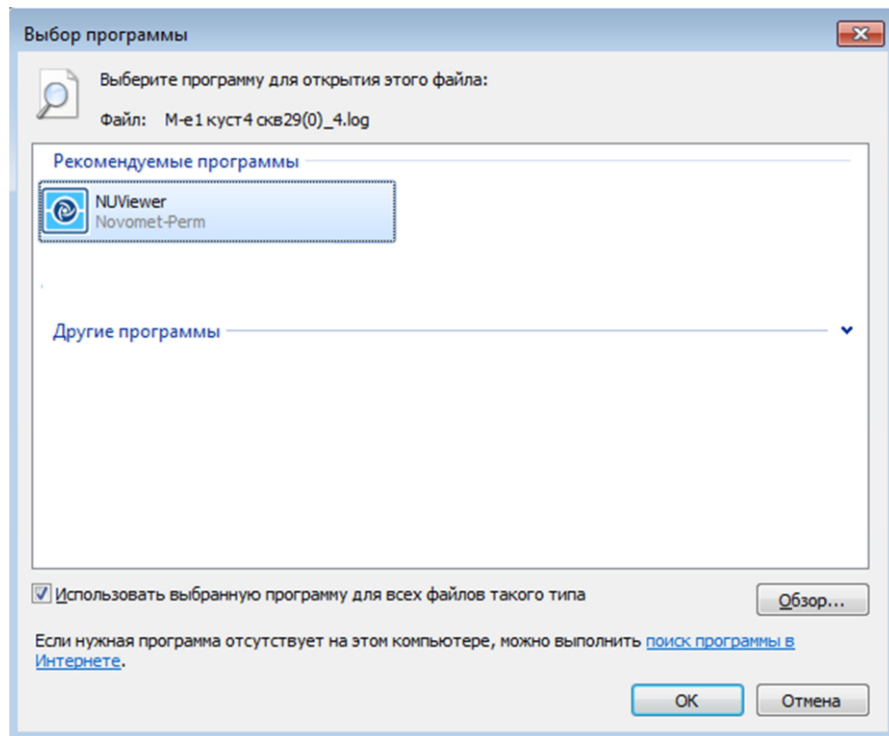 Выбор программы
Выберите программу для открытия этого файла:
Файл: М-е1 куст4 скв29(0)_4.log
Рекомендуемые программы
NUViewer
Novomet-Perm
Другие программы
Использовать выбранную программу для всех файлов такого типа
Обзор...
Если нужная программа отсутствует на этом компьютере, можно выполнить поиск программы в
Интернете.
ОК
Отмена